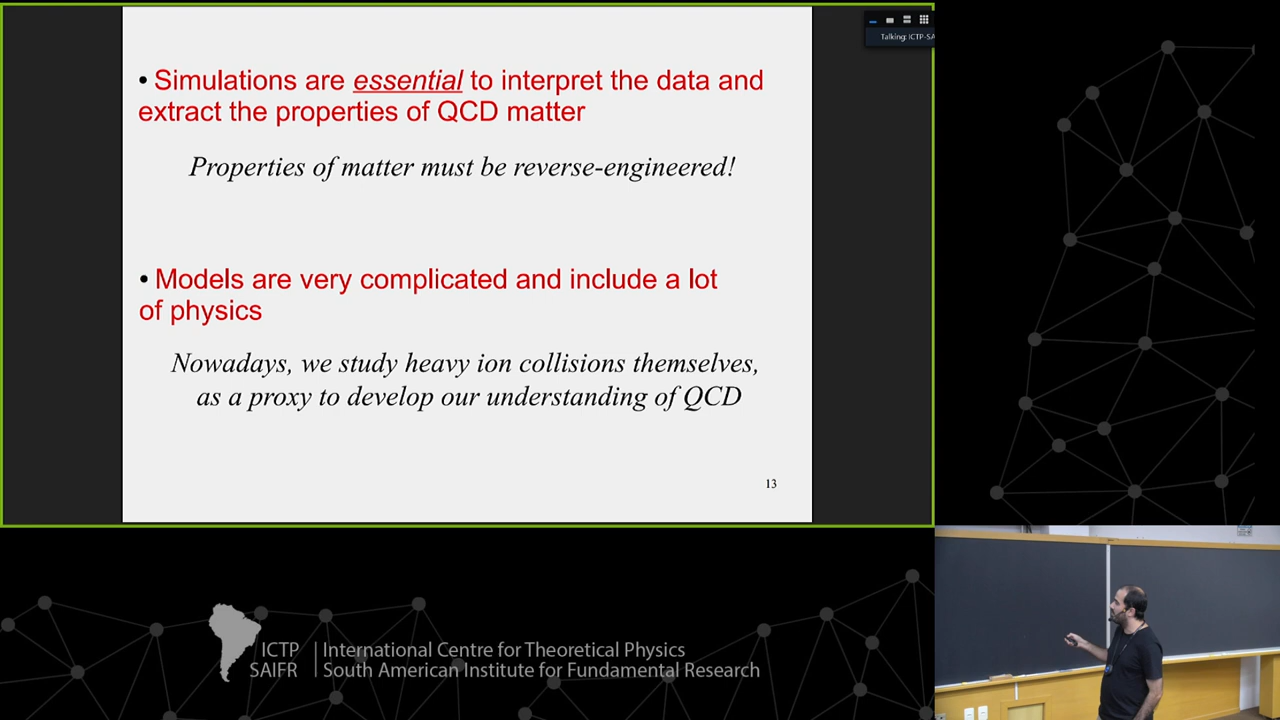 Talking: ICTP-SA
• Simulations are essential to interpret the data and
extract the properties of QCD matter
Properties of matter must be reverse-engineered!
• Models are very complicated and include a lot
of physics
Nowadays, we study heavy ion collisions themselves,
as a proxy to develop our understanding of QCD
13
ICTP
SAIFR
International Centre for Theoretical Physics
South American Institute for Fundamental Research